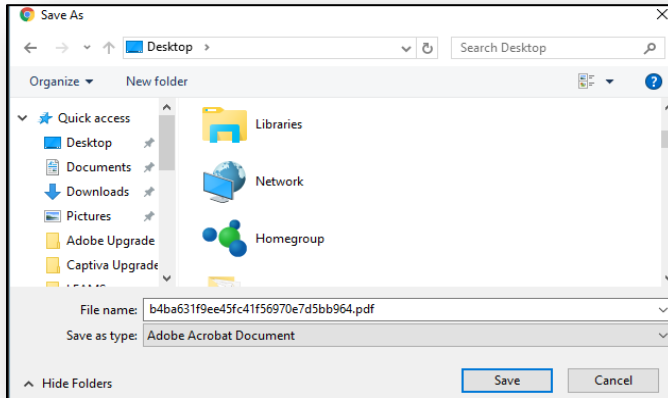 Save As
Desktop
Search Desktop
Organize
New folder
?
Quick access
Desktop
Documents
Downloads
Pictures
Adobe Upgrade
Captiva Upgrade
Libraries
Network
Homegroup
File name: b4ba631f9ee45fc41f56970e7d5bb964.pdf
Save as type: Adobe Acrobat Document
Hide Folders
Save
Cancel